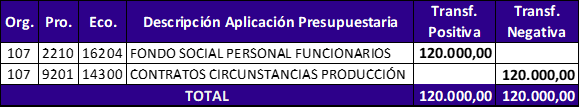 Org. Pro. Eco. Descripción Aplicación Presupuestaria Transf. Positiva Transf. Negativa
107 2210 16204 FONDO SOCIAL PERSONAL FUNCIONARIOS 120.000,00
107 9201 14300 CONTRATOS CIRCUNSTANCIAS PRODUCCIÓN 120.000,00
TOTAL 120.000,00 120.000,00